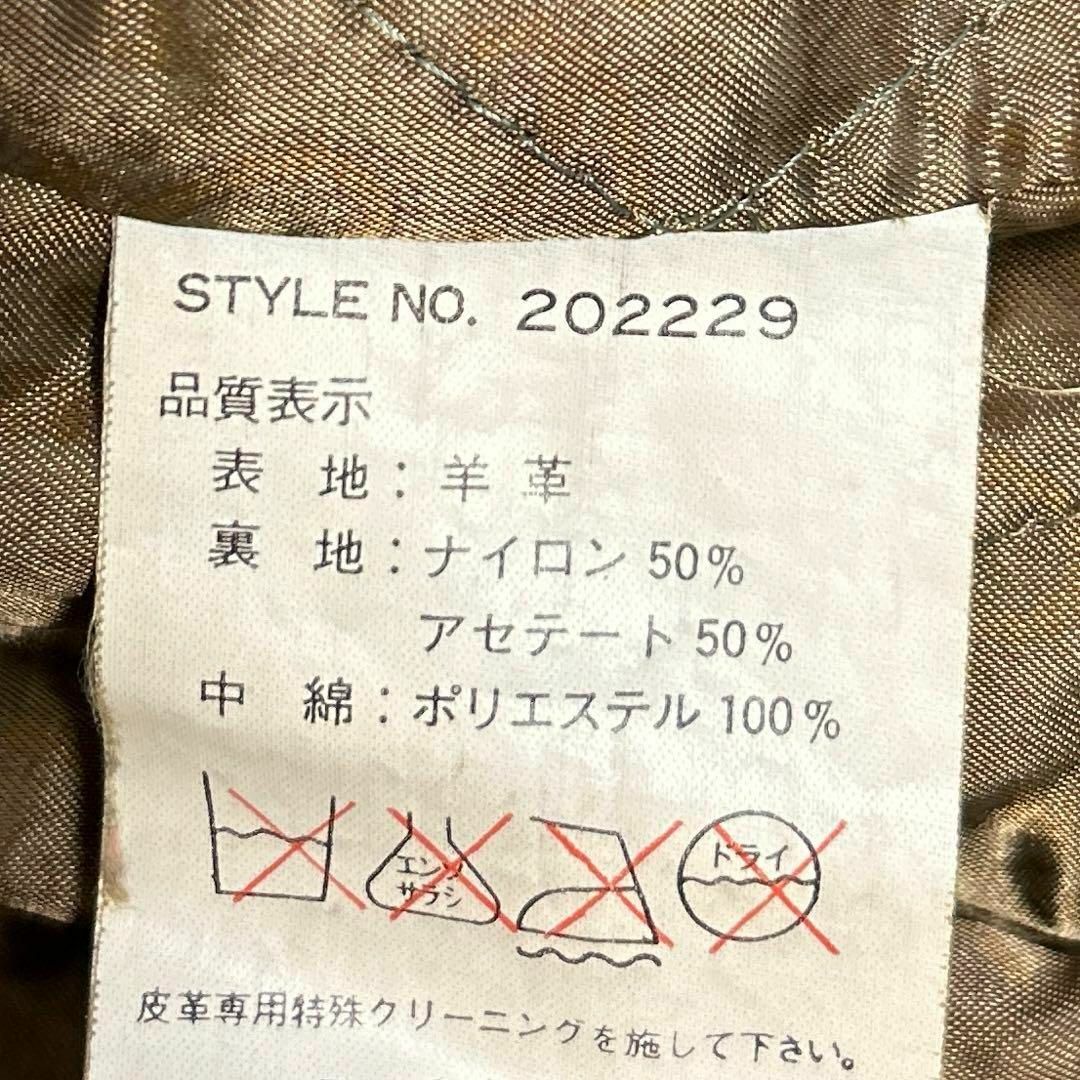 STYLE NO. 202229
品質表示
表 地：羊革
裏 地：ナイロン 50%
アセテート 50%
中 綿：ポリエステル 100%
エンソ
サラシ
ドライ
皮革専用特殊クリーニングを施して下さい。